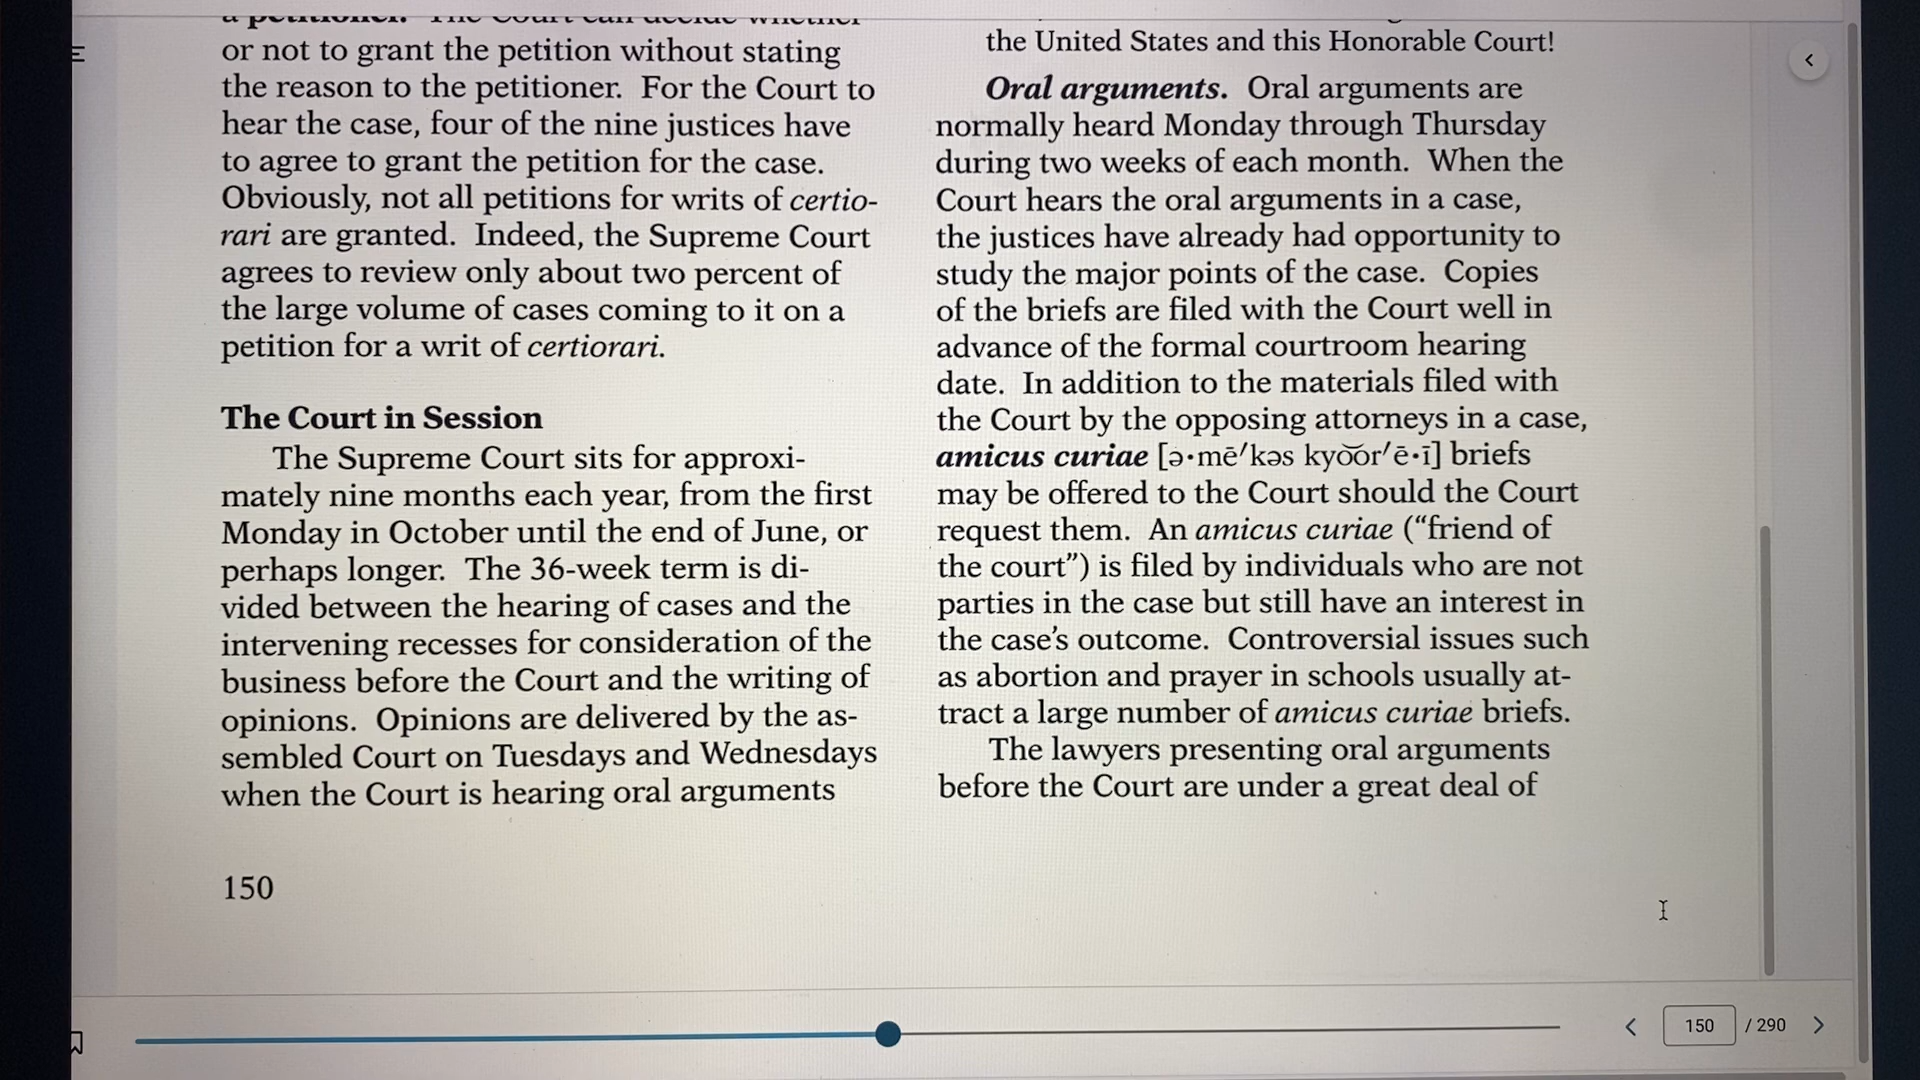 a petitioner. The Court can decide whether
or not to grant the petition without stating
the reason to the petitioner. For the Court to
hear the case, four of the nine justices have
to agree to grant the petition for the case.
Obviously, not all petitions for writs of certio-
rari are granted. Indeed, the Supreme Court
agrees to review only about two percent of
the large volume of cases coming to it on a
petition for a writ of certiorari.
The Court in Session
The Supreme Court sits for approxi-
mately nine months each year, from the first
Monday in October until the end of June, or
perhaps longer. The 36-week term is di-
vided between the hearing of cases and the
intervening recesses for consideration of the
business before the Court and the writing of
opinions. Opinions are delivered by the as-
sembled Court on Tuesdays and Wednesdays
when the Court is hearing oral arguments
150
the United States and this Honorable Court!
Oral arguments. Oral arguments are
normally heard Monday through Thursday
during two weeks of each month. When the
Court hears the oral arguments in a case,
the justices have already had opportunity to
study the major points of the case. Copies
of the briefs are filed with the Court well in
advance of the formal courtroom hearing
date. In addition to the materials filed with
the Court by the opposing attorneys in a case,
amicus curiae [ə·mē′kəs kyo͝or′ē·ī] briefs
may be offered to the Court should the Court
request them. An amicus curiae (“friend of
the court”) is filed by individuals who are not
parties in the case but still have an interest in
the case’s outcome. Controversial issues such
as abortion and prayer in schools usually at-
tract a large number of amicus curiae briefs.
The lawyers presenting oral arguments
before the Court are under a great deal of
150 / 290